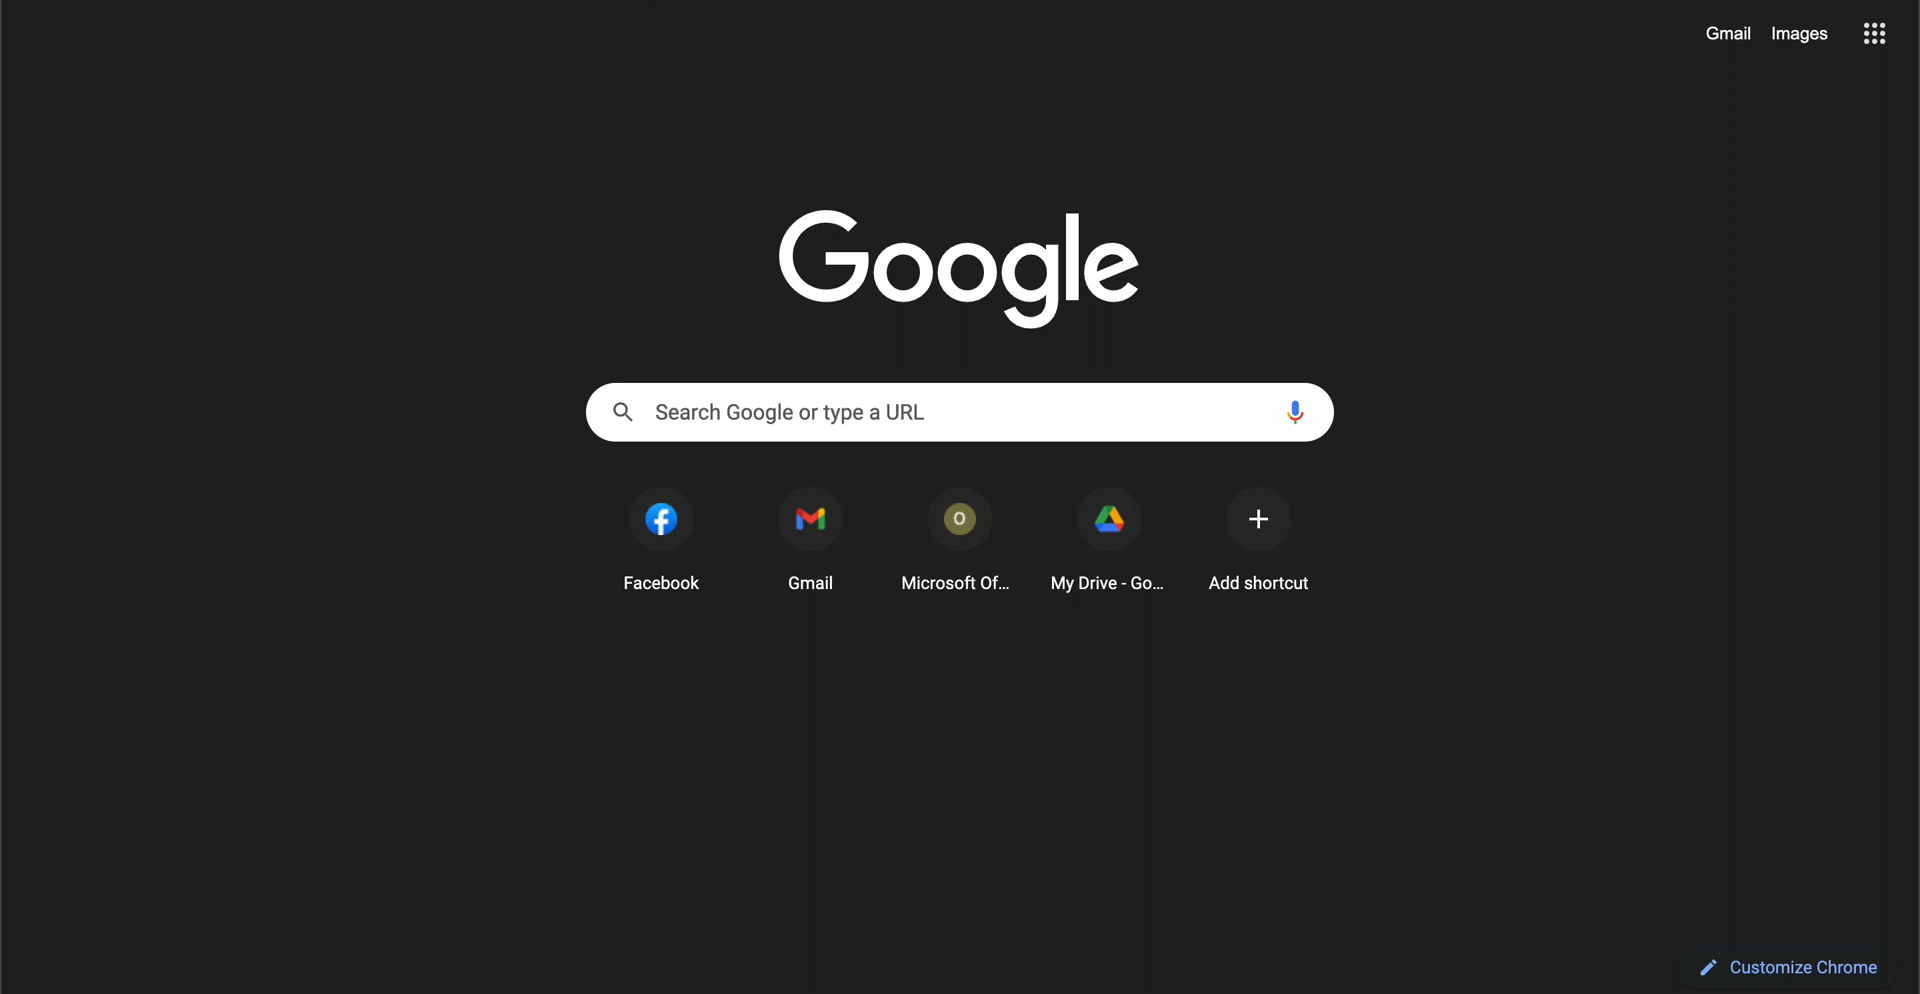 Gmail Images
Google
Search Google or type a URL
O
Facebook Gmail Microsoft Of... My Drive - Go... Add shortcut
Customize Chrome